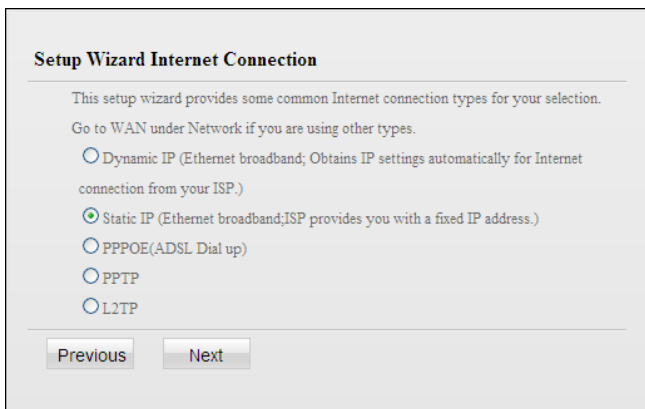 Setup Wizard Internet Connection
This setup wizard provides some common Internet connection types for your selection.
Go to WAN under Network if you are using other types.
Dynamic IP (Ethernet broadband; Obtains IP settings automatically for Internet
connection from your ISP.)
Static IP (Ethernet broadband;ISP provides you with a fixed IP address.)
PPPOE(ADSL Dial up)
PPTP
L2TP
Previous Next